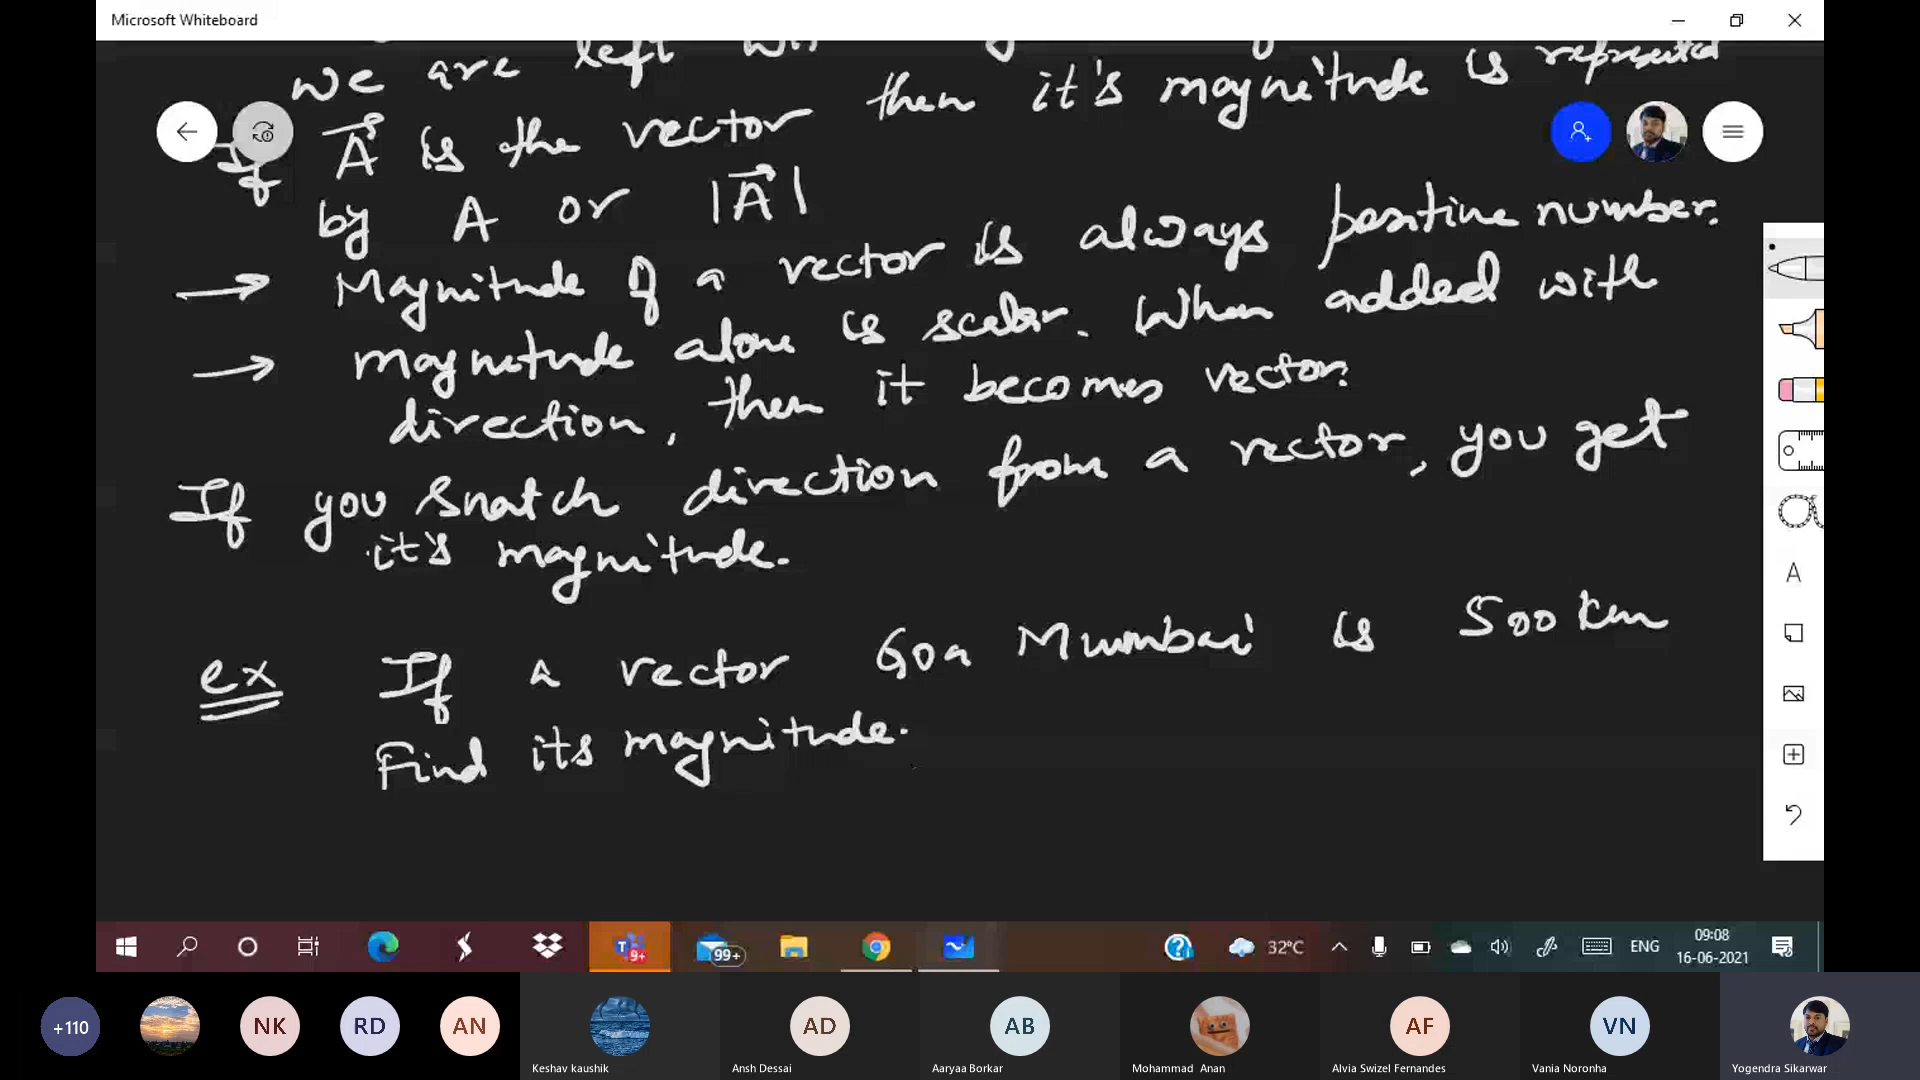 Microsoft Whiteboard
we are left
If A is the vector then it's magnitude is represented
by A or |A|
→ Magnitude of a vector is always positive number.
→ magnetude alone is scalar. When added with
direction, then it becomes vector.
If you snatch direction from a vector, you get
it's magnitude.
ex If a vector Goa Mumbai is 500 km
Find its magnitude.
A
T 9+
99+
32°C
ENG
09:08
16-06-2021
+110
NK
RD
AN
AD
AB
AF
VN
Keshav kaushik
Ansh Dessai
Aaryaa Borkar
Mohammad Anan
Alvia Swizel Fernandes
Vania Noronha
Yogendra Sikarwar